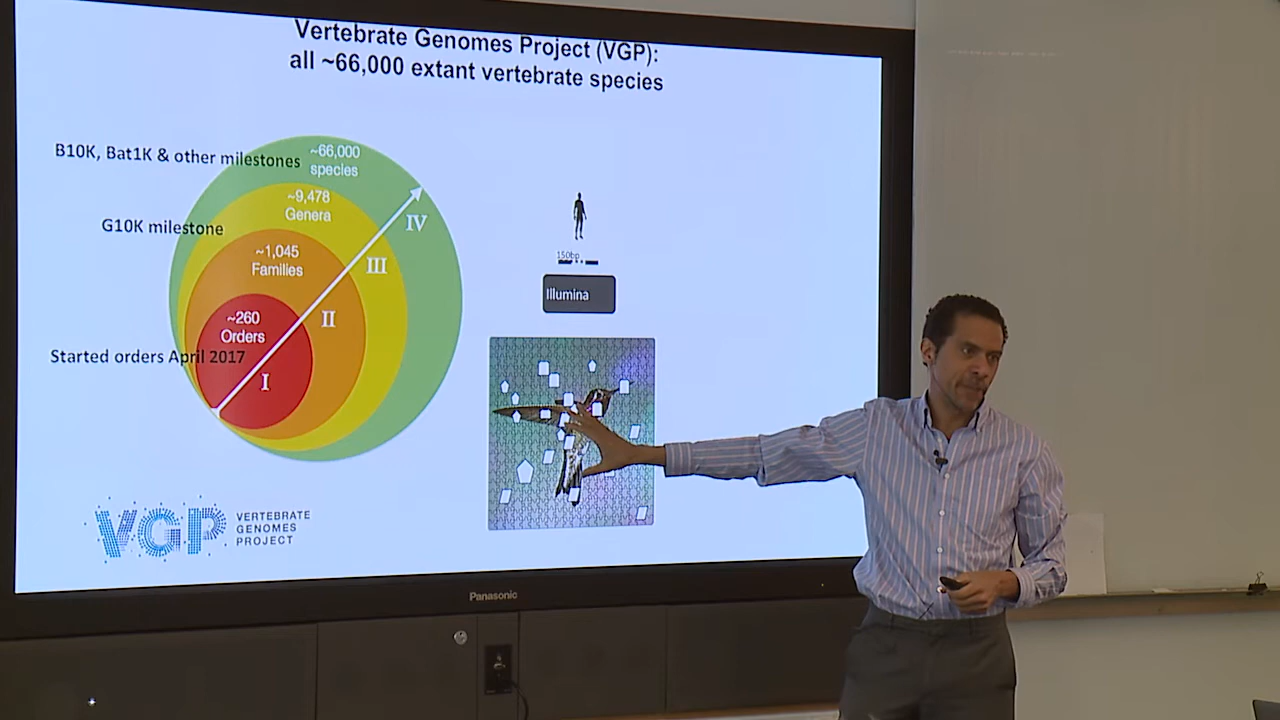 Vertebrate Genomes Project (VGP):
all ~66,000 extant vertebrate species
B10K, Bat1K & other milestones
~66,000
species
~9,478
Genera
G10K milestone
IV
~1,045
Families
III
150bp
Illumina
~260
Orders
II
Started orders April 2017
I
VGP
VERTEBRATE
GENOMES
PROJECT
Panasonic